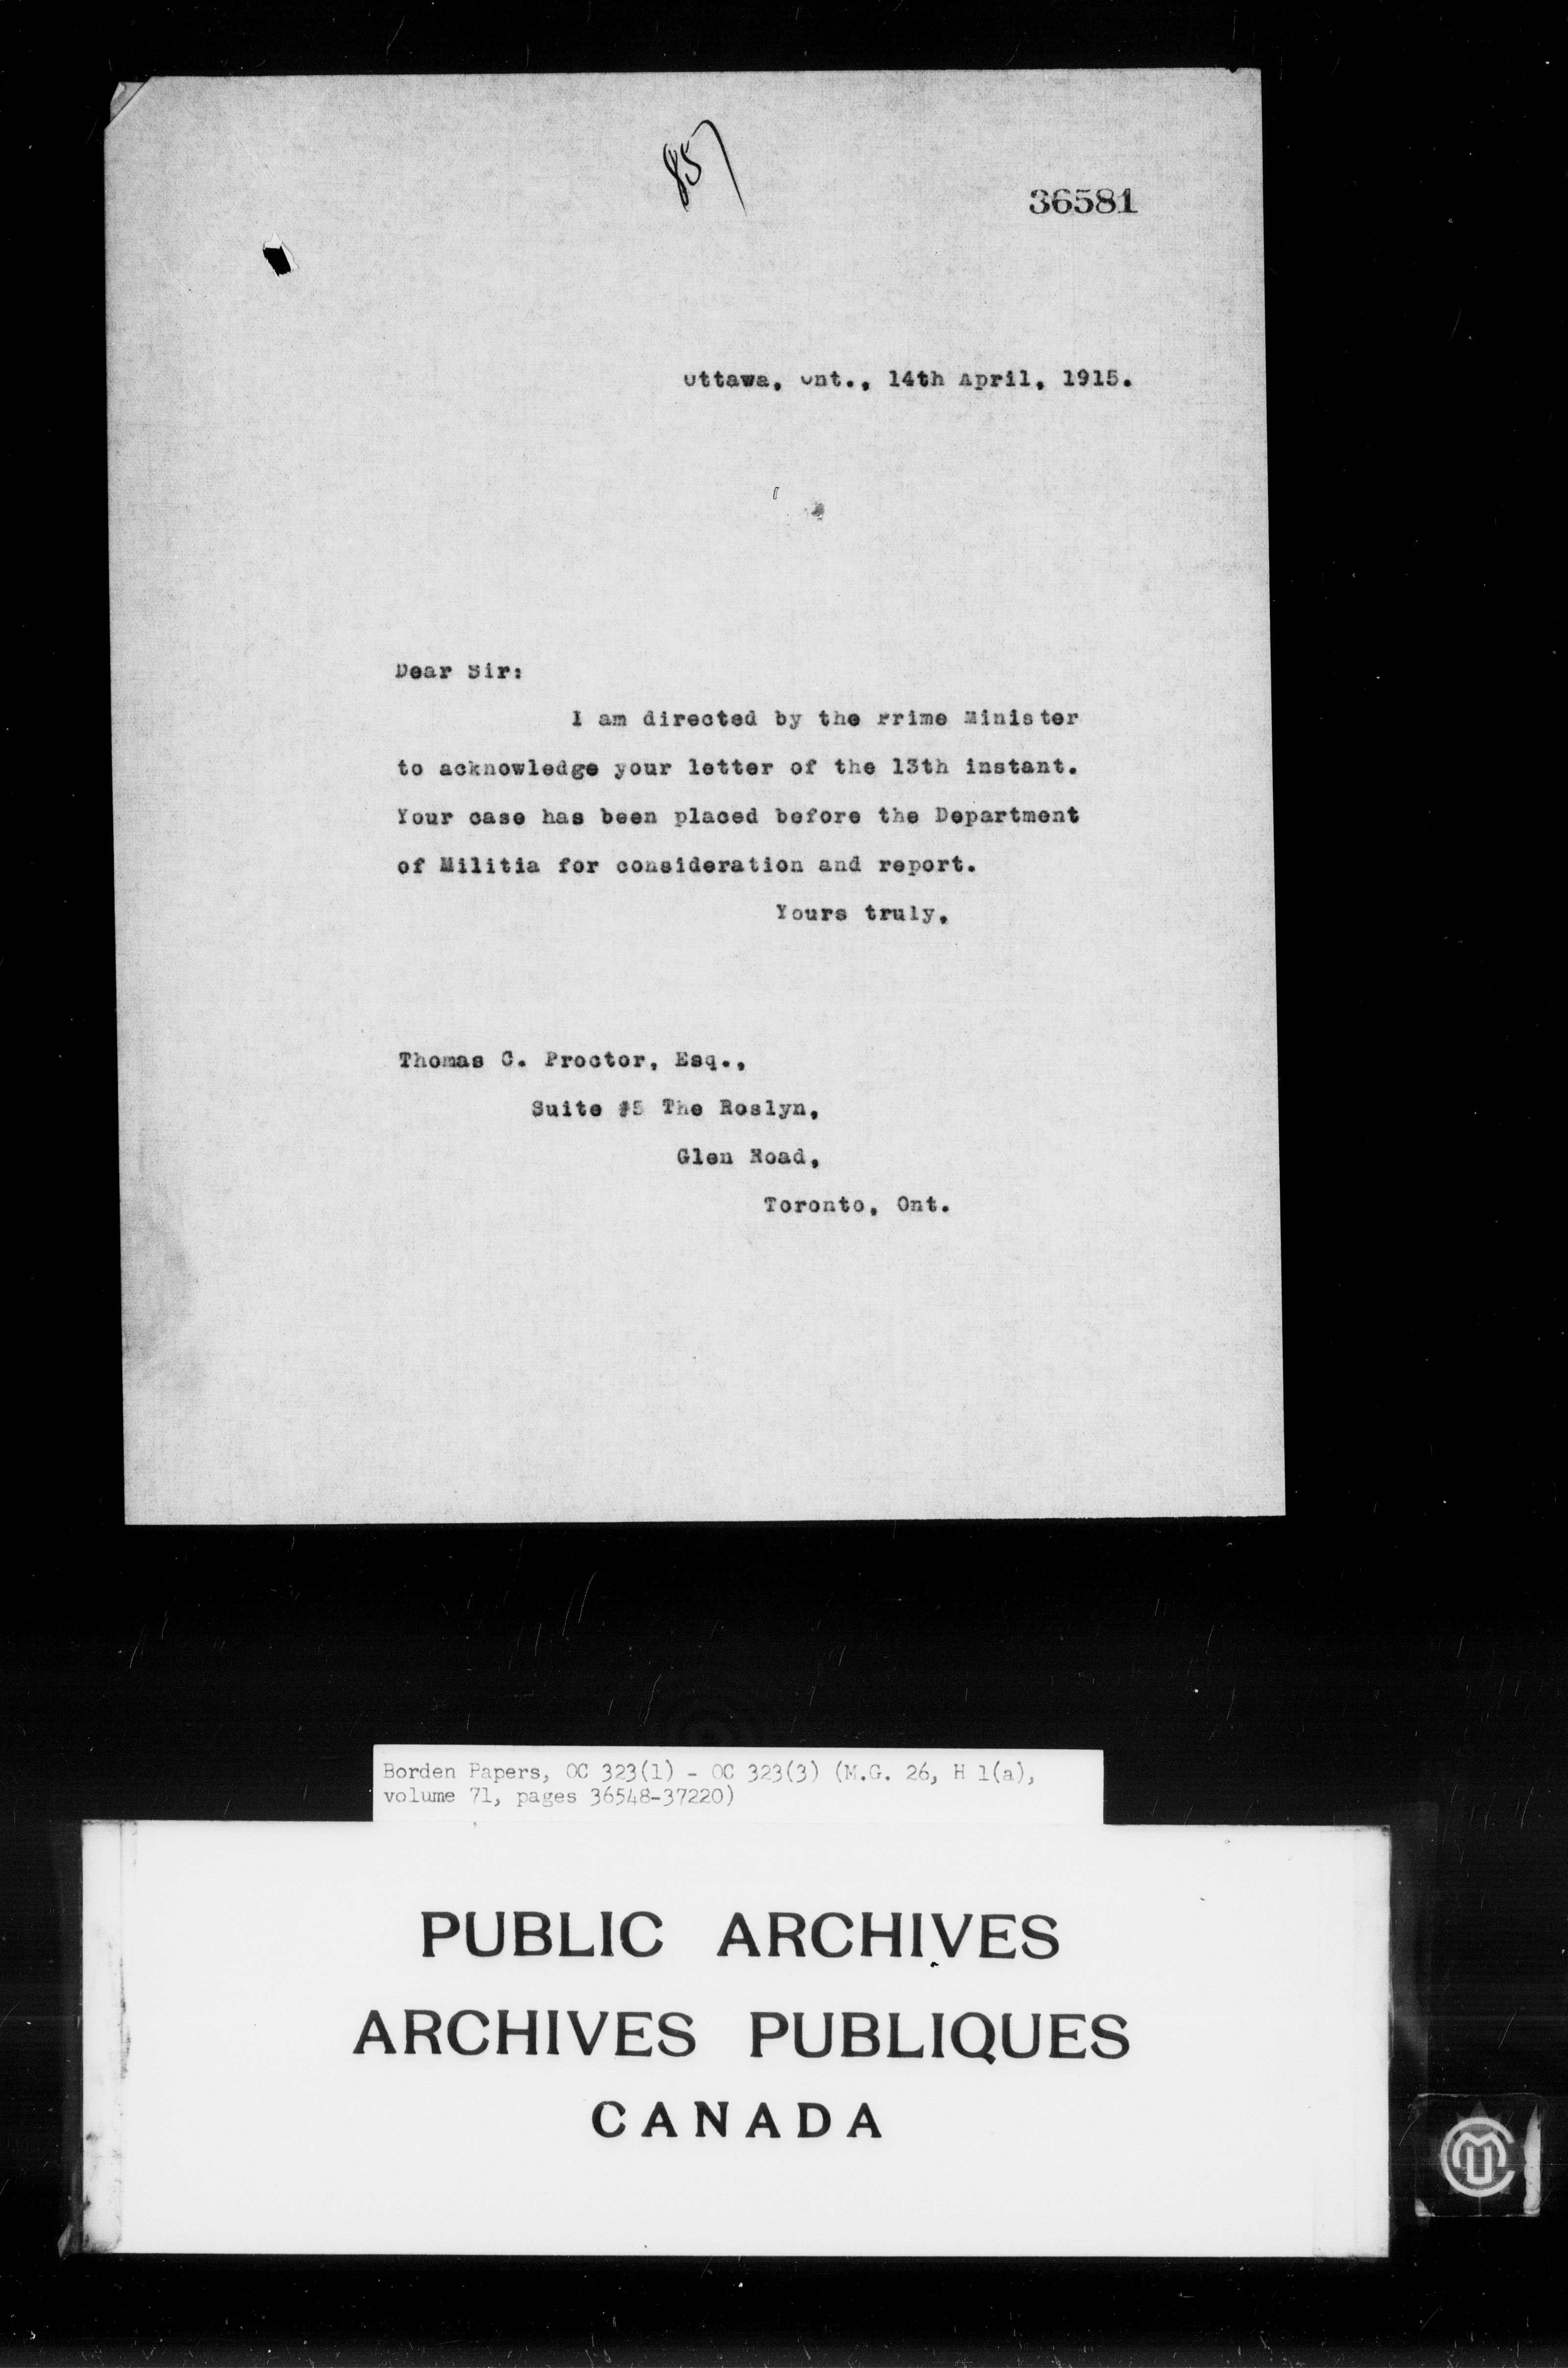 85
36581
Ottawa, Ont., 14th April, 1915.
Dear Sir:
I am directed by the Prime Minister
to acknowledge your letter of the 13th instant.
Your case has been placed before the Department
of Militia for consideration and report.
Yours truly,
Thomas C. Proctor, Esq.,
Suite #5 The Roslyn,
Glen Road,
Toronto, Ont.
Borden Papers, OC 323(1) - OC 323(3) (M.G. 26, H 1(a),
volume 71, pages 36548-37220)
PUBLIC ARCHIVES
ARCHIVES PUBLIQUES
CANADA